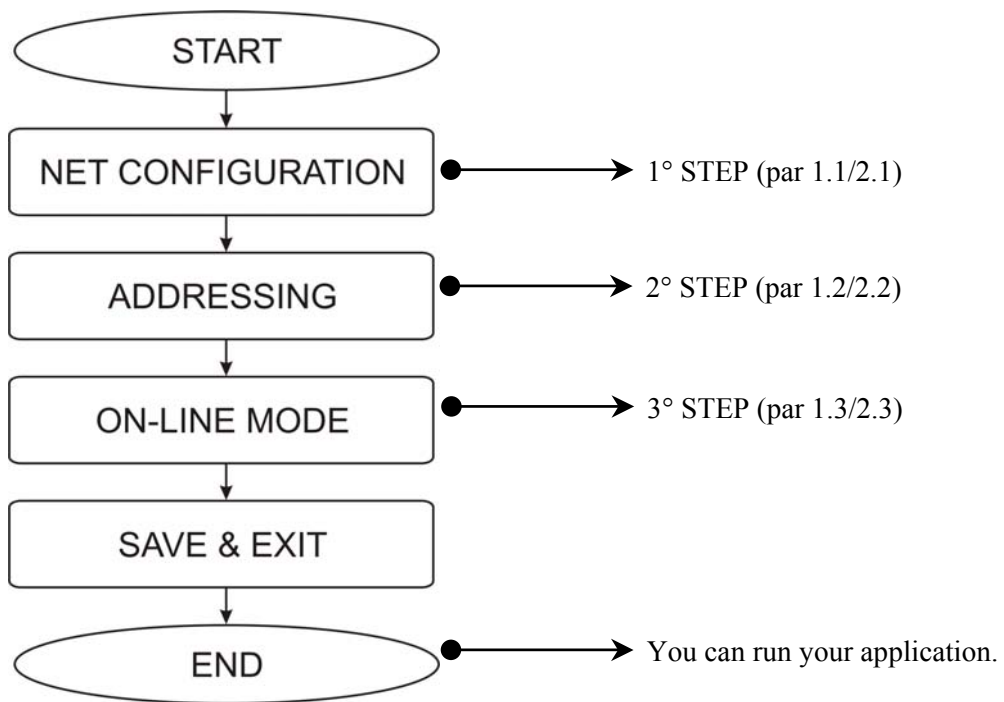 START
NET CONFIGURATION
1° STEP (par 1.1/2.1)
ADDRESSING
2° STEP (par 1.2/2.2)
ON-LINE MODE
3° STEP (par 1.3/2.3)
SAVE & EXIT
END
You can run your application.